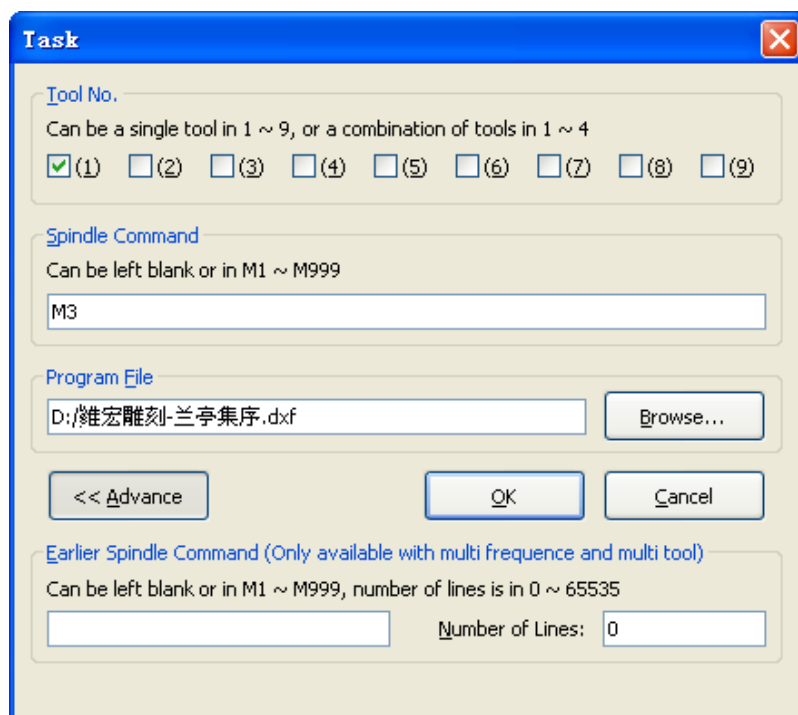 Task
Tool No.
Can be a single tool in 1 ~ 9, or a combination of tools in 1 ~ 4
(1) (2) (3) (4) (5) (6) (7) (8) (9)
Spindle Command
Can be left blank or in M1 ~ M999
M3
Program File
D:/維宏雕刻-兰亭集序.dxf
Browse...
<< Advance
OK
Cancel
Earlier Spindle Command (Only available with multi frequence and multi tool)
Can be left blank or in M1 ~ M999, number of lines is in 0 ~ 65535
Number of Lines: 0